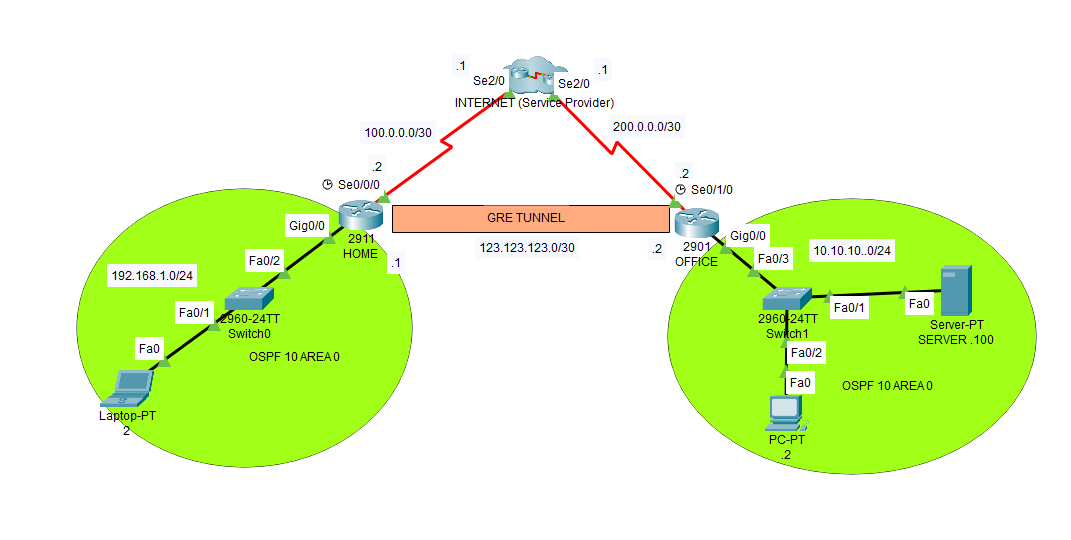 .1
Se2/0
.1
Se2/0
INTERNET (Service Provider)
100.0.0.0/30
200.0.0.0/30
.2
Se0/0/0
.2
Se0/1/0
GRE TUNNEL
123.123.123.0/30
.2
2911
HOME
.1
Gig0/0
Fa0/2
192.168.1.0/24
Fa0/1
2960-24TT
Switch0
Fa0
OSPF 10 AREA 0
Laptop-PT
2
2901
OFFICE
Gig0/0
Fa0/3
10.10.10..0/24
2960-24TT
Switch1
Fa0/1
Fa0
Server-PT
SERVER .100
Fa0/2
Fa0
OSPF 10 AREA 0
PC-PT
.2